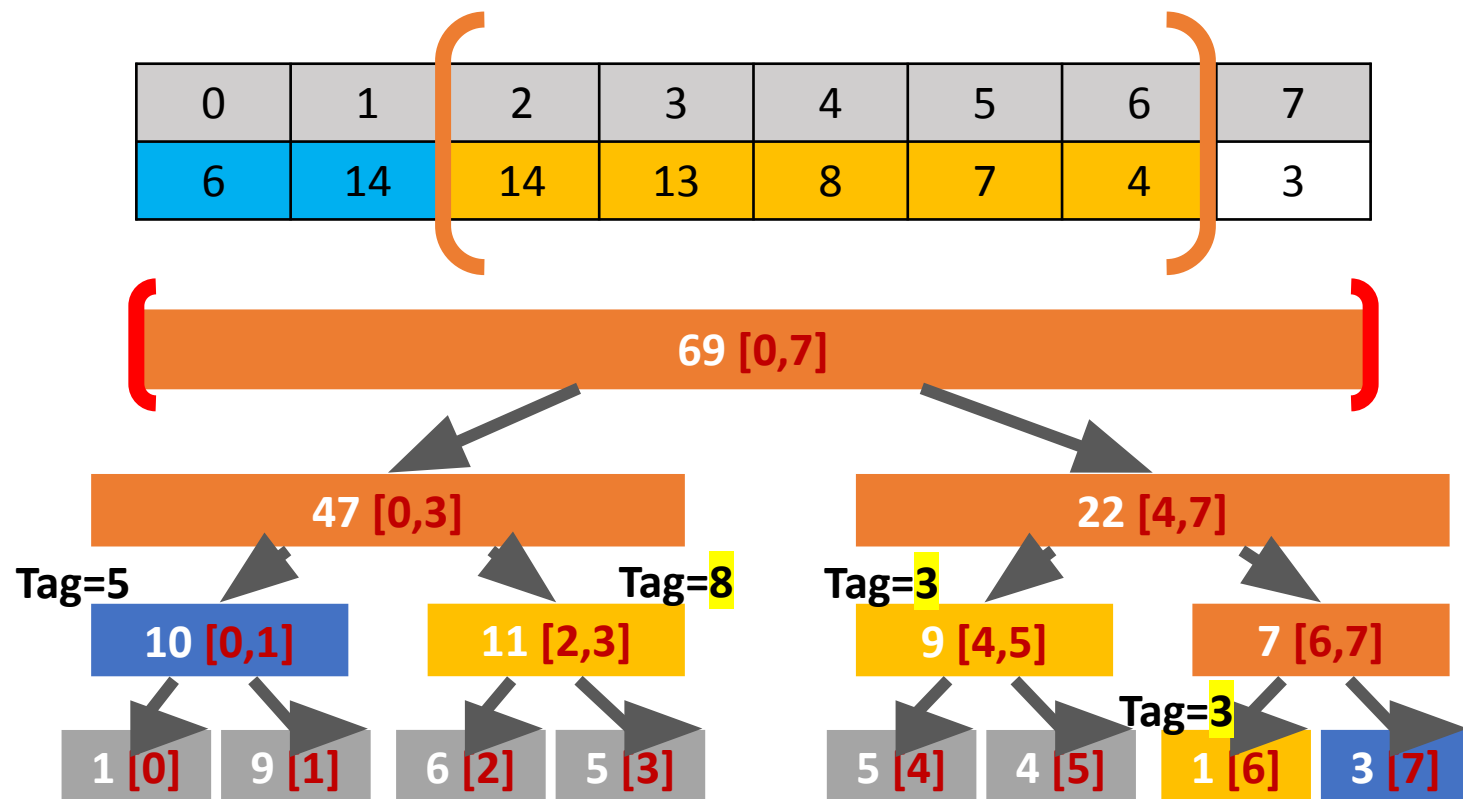 0 1 2 3 4 5 6 7
6 14 14 13 8 7 4 3
69 [0,7]
47 [0,3] 22 [4,7]
Tag=5 Tag=8 Tag=3
10 [0,1] 11 [2,3] 9 [4,5] 7 [6,7]
Tag=3
1 [0] 9 [1] 6 [2] 5 [3] 5 [4] 4 [5] 1 [6] 3 [7]